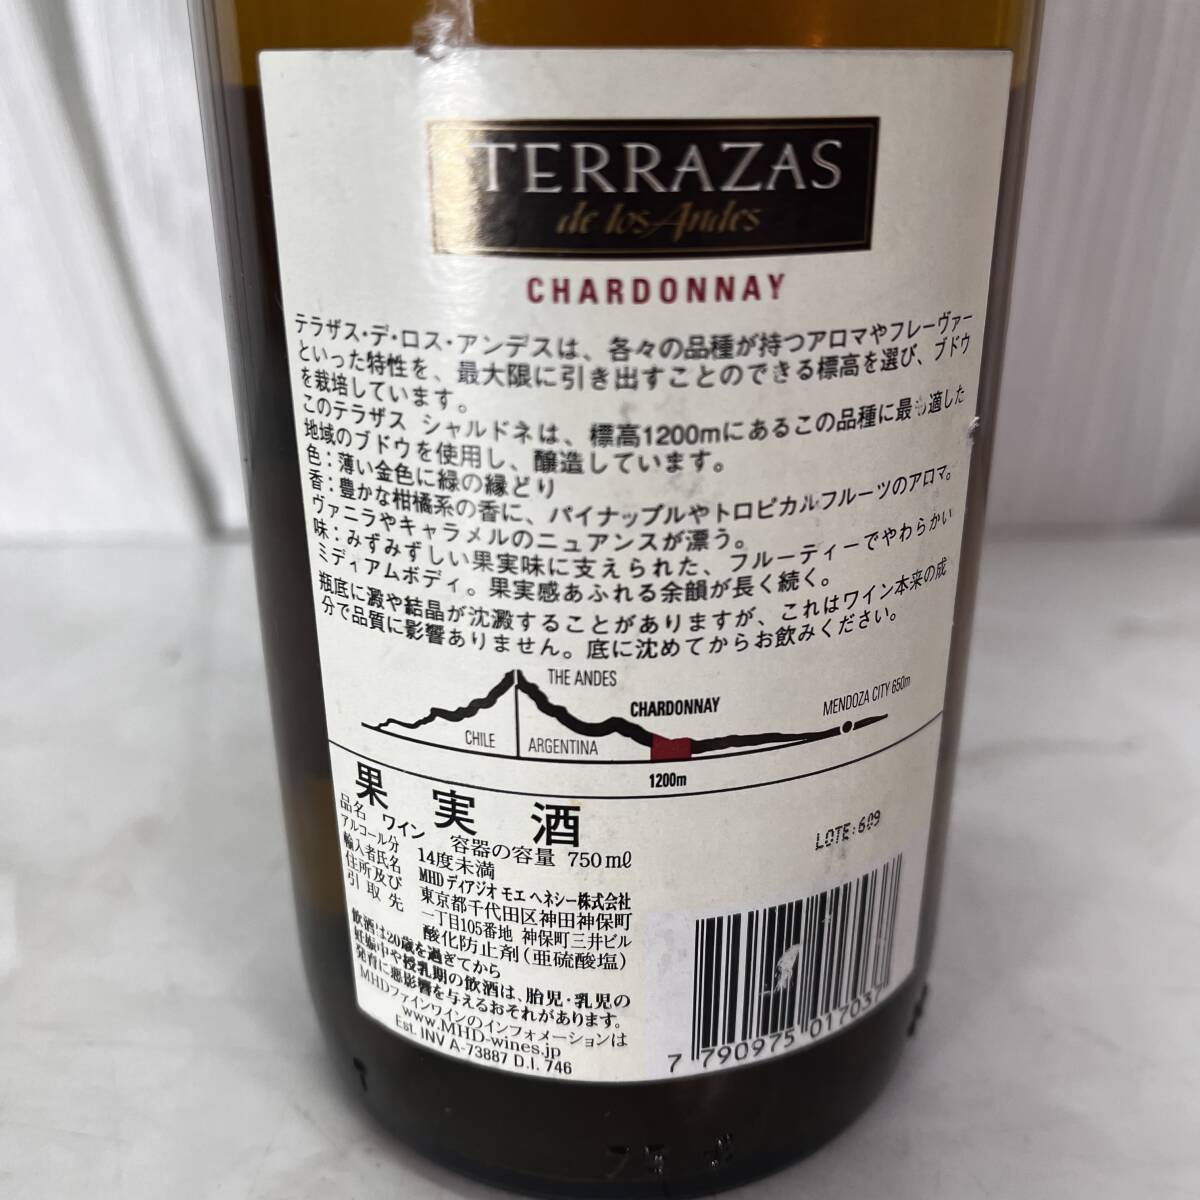 TERRAZAS
de los Andes
CHARDONNAY
テラザス・デ・ロス・アンデスは、各々の品種が持つアロマやフレーヴァー
といった特性を、最大限に引き出すことのできる標高を選び、ブドウ
を栽培しています。
このテラザス シャルドネは、標高1200mにあるこの品種に最も適した
地域のブドウを使用し、醸造しています。
色：薄い金色に緑の縁どり
香：豊かな柑橘系の香に、パイナップルやトロピカルフルーツのアロマ。
ヴァニラやキャラメルのニュアンスが漂う。
味：みずみずしい果実味に支えられた、フルーティーでやわらかい
ミディアムボディ。果実感あふれる余韻が長く続く。
瓶底に澱や結晶が沈澱することがありますが、これはワイン本来の成
分で品質に影響ありません。底に沈めてからお飲みください。
THE ANDES
CHARDONNAY
MENDOZA CITY 650m
CHILE
ARGENTINA
1200m
果実酒
品名 ワイン 容器の容量 750mℓ
アルコール分 14度未満
輸入者氏名 MHD ディアジオ モエ ヘネシー株式会社
住所及び 東京都千代田区神田神保町
引取先 一丁目105番地 神保町三井ビル
酸化防止剤（亜硫酸塩）
飲酒は20歳を過ぎてから
妊娠中や授乳期の飲酒は、胎児・乳児の
発育に悪影響を与えるおそれがあります。
MHDファインワインのインフォメーションは
www.MHD-wines.jp
Est. INV A-73887 D.I. 746
LOTE:609
7 790975 01703